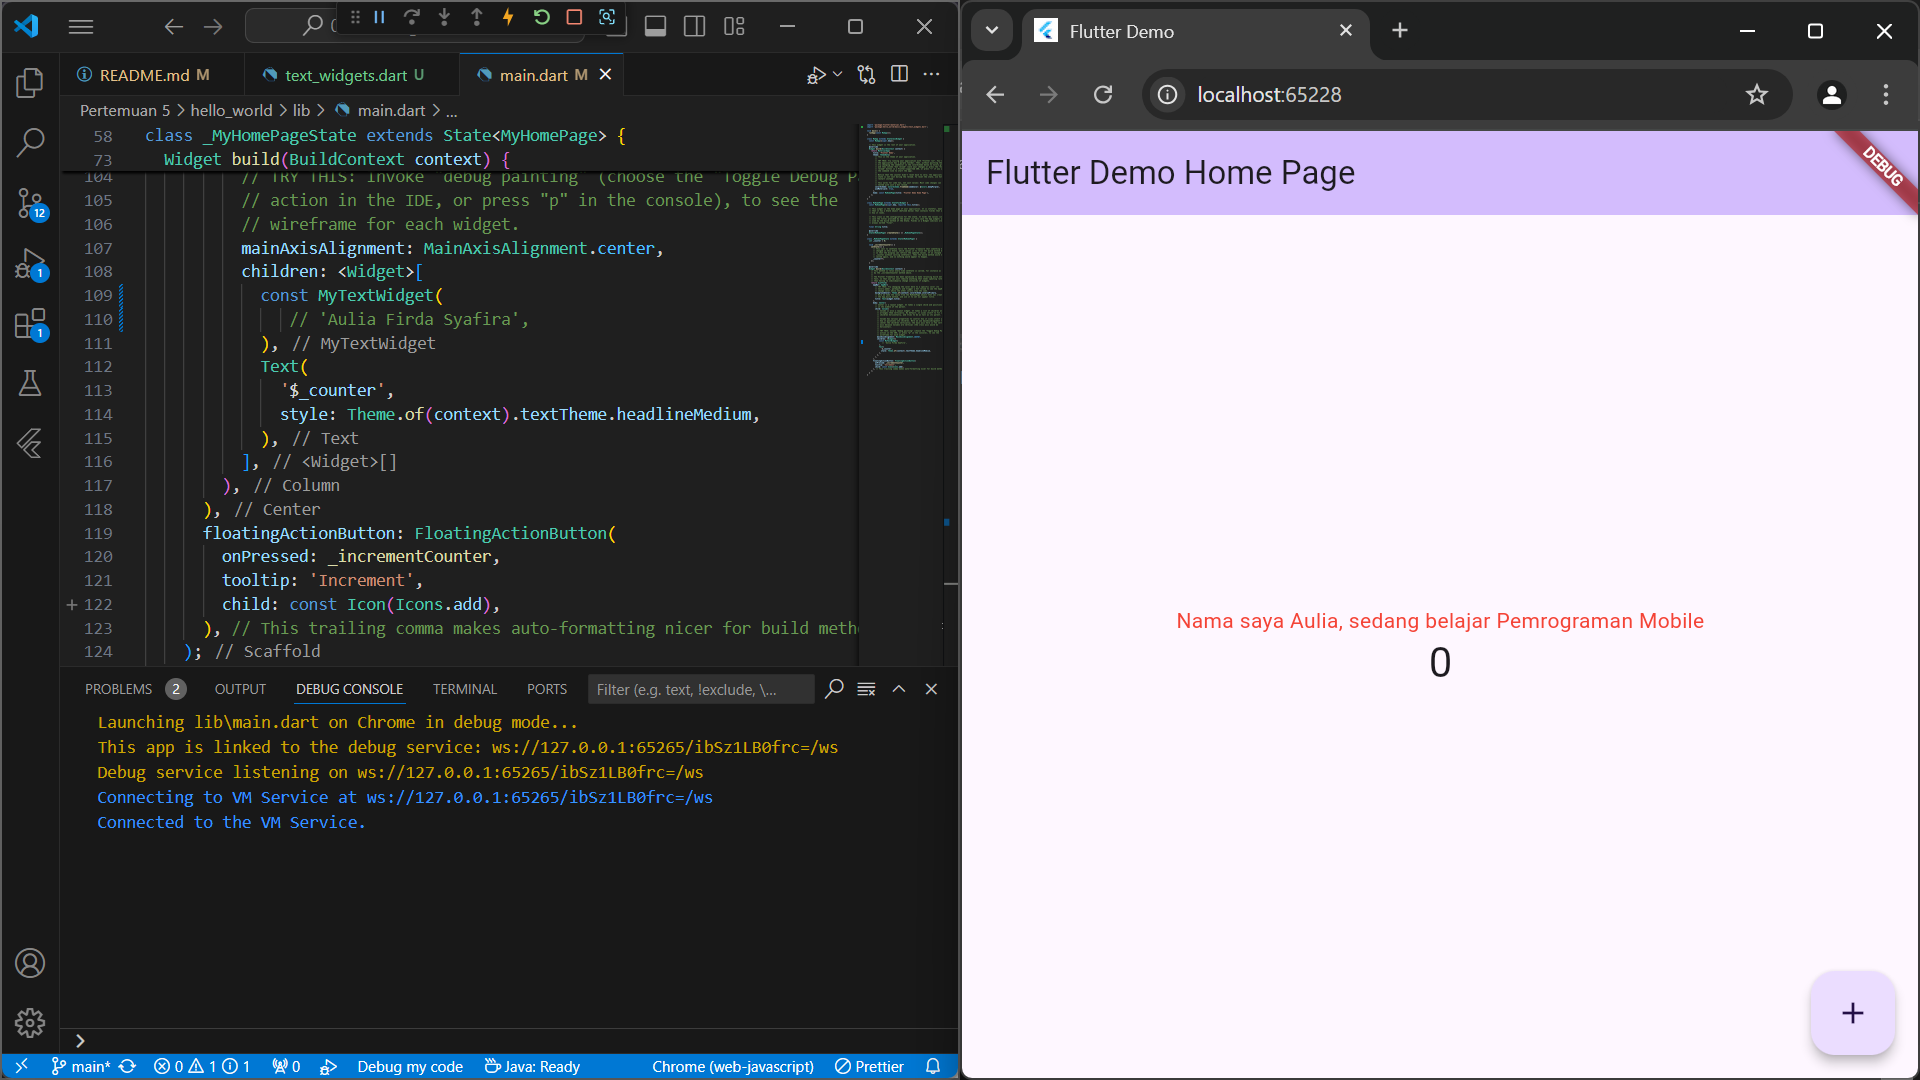 README.md M
text_widgets.dart U
main.dart M
Pertemuan 5 > hello_world > lib > main.dart > ...
58 class _MyHomePageState extends State<MyHomePage> {
73 Widget build(BuildContext context) {
104 // TRY THIS: Invoke "debug painting" (choose the "Toggle Debug P
105 // action in the IDE, or press "p" in the console), to see the
106 // wireframe for each widget.
107 mainAxisAlignment: MainAxisAlignment.center,
108 children: <Widget>[
109 const MyTextWidget(
110 // 'Aulia Firda Syafira',
111 ), // MyTextWidget
112 Text(
113 '$_counter',
114 style: Theme.of(context).textTheme.headlineMedium,
115 ), // Text
116 ], // <Widget>[]
117 ), // Column
118 ), // Center
119 floatingActionButton: FloatingActionButton(
120 onPressed: _incrementCounter,
121 tooltip: 'Increment',
122 child: const Icon(Icons.add),
123 ), // This trailing comma makes auto-formatting nicer for build meth
124 ); // Scaffold
12
1
1
PROBLEMS 2 OUTPUT DEBUG CONSOLE TERMINAL PORTS Filter (e.g. text, !exclude, \...
Launching lib\main.dart on Chrome in debug mode...
This app is linked to the debug service: ws://127.0.0.1:65265/ibSz1LB0frc=/ws
Debug service listening on ws://127.0.0.1:65265/ibSz1LB0frc=/ws
Connecting to VM Service at ws://127.0.0.1:65265/ibSz1LB0frc=/ws
Connected to the VM Service.
main* 0 1 1 0 Debug my code Java: Ready Chrome (web-javascript) Prettier
Flutter Demo
localhost:65228
Flutter Demo Home Page
DEBUG
Nama saya Aulia, sedang belajar Pemrograman Mobile
0